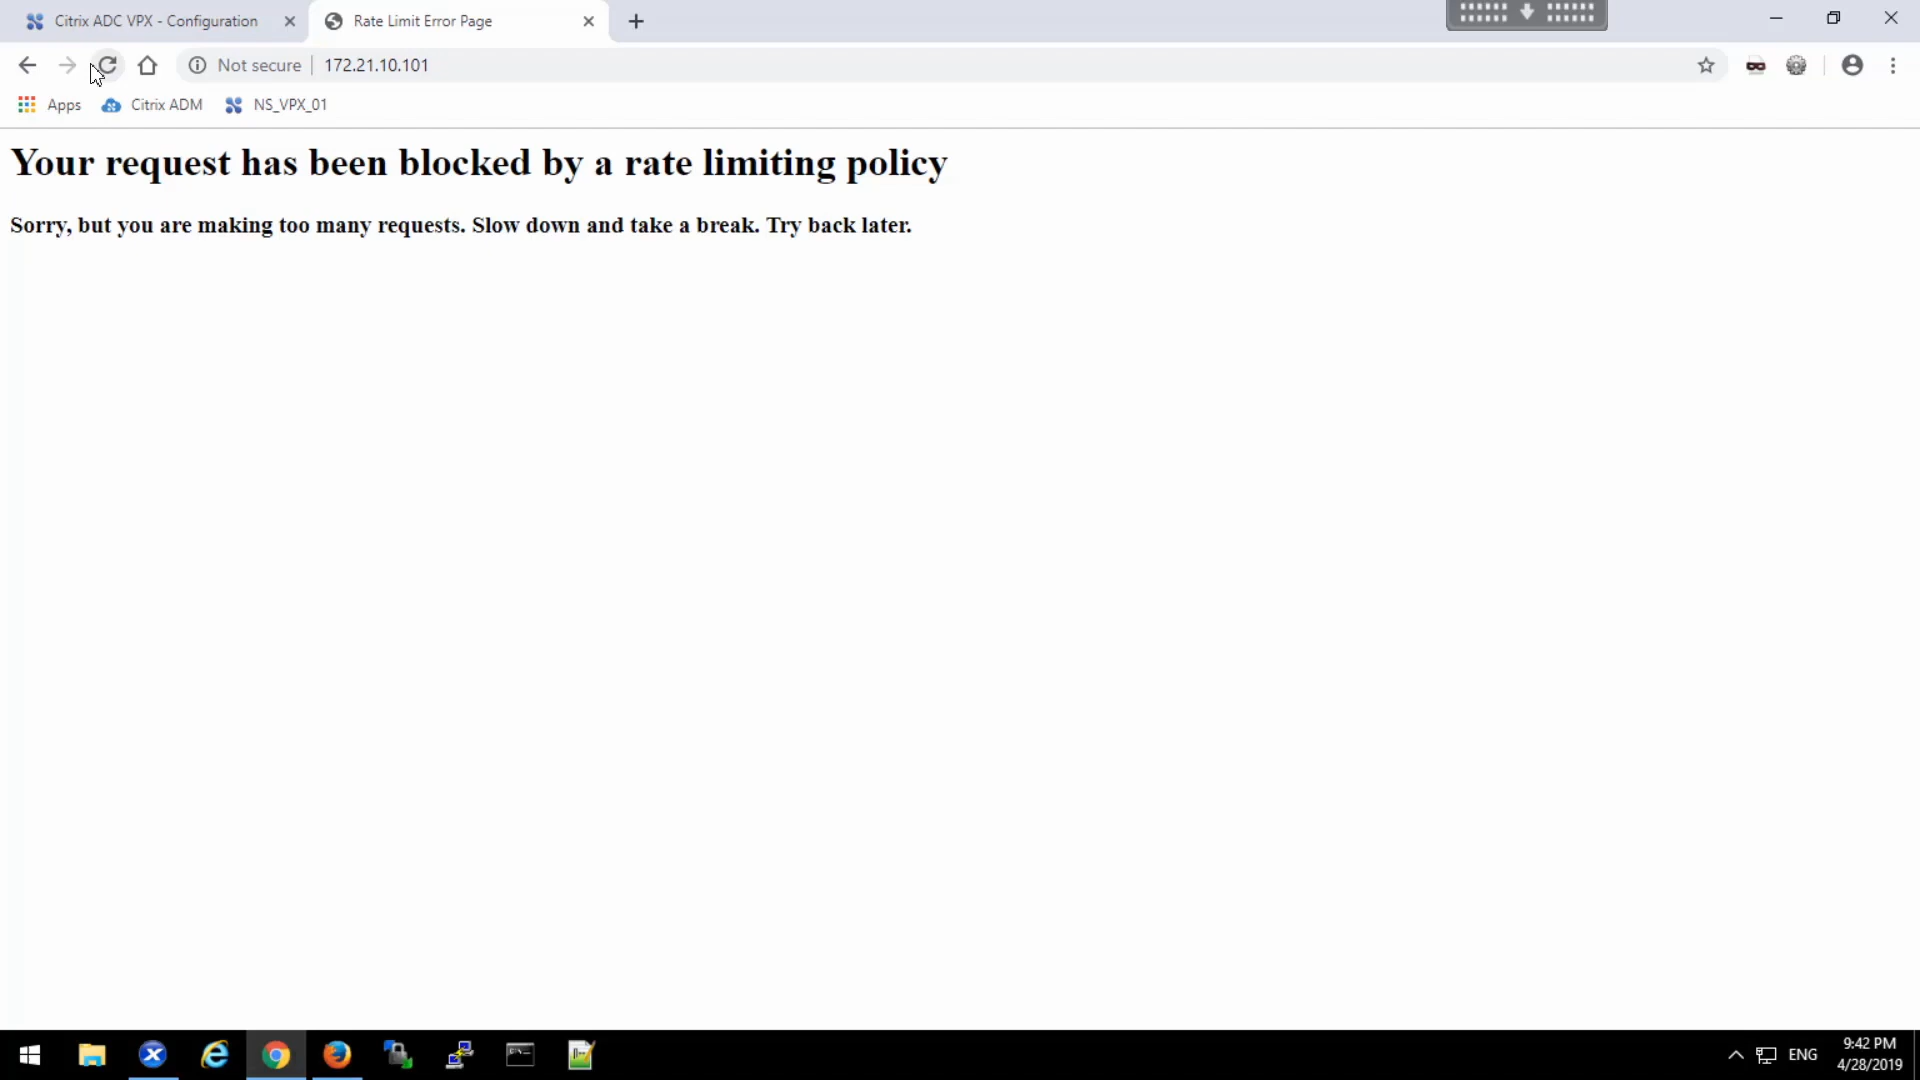 Citrix ADC VPX - Configuration
Rate Limit Error Page
Not secure
172.21.10.101
Apps
Citrix ADM
NS_VPX_01
Your request has been blocked by a rate limiting policy
Sorry, but you are making too many requests. Slow down and take a break. Try back later.
ENG
9:42 PM
4/28/2019